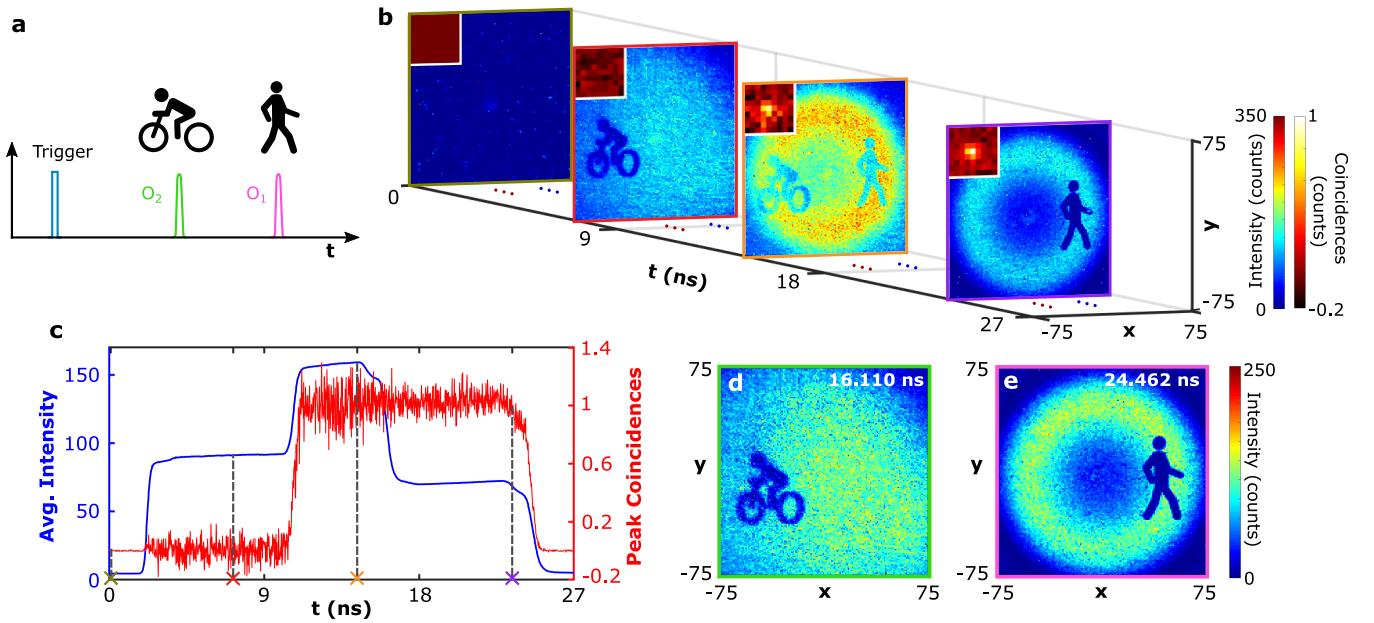 a
Trigger
O2
O1
t
b
0
9
18
27
t (ns)
-75
x
75
75
y
-75
350
Intensity (counts)
0
1
Coincidences
(counts)
-0.2
c
Avg. Intensity
150
100
50
0
1.4
1
0.6
0.2
-0.2
Peak Coincidences
0
9
18
27
t (ns)
d
16.110 ns
75
y
-75
-75
x
75
e
24.462 ns
75
y
-75
-75
x
75
250
Intensity (counts)
0